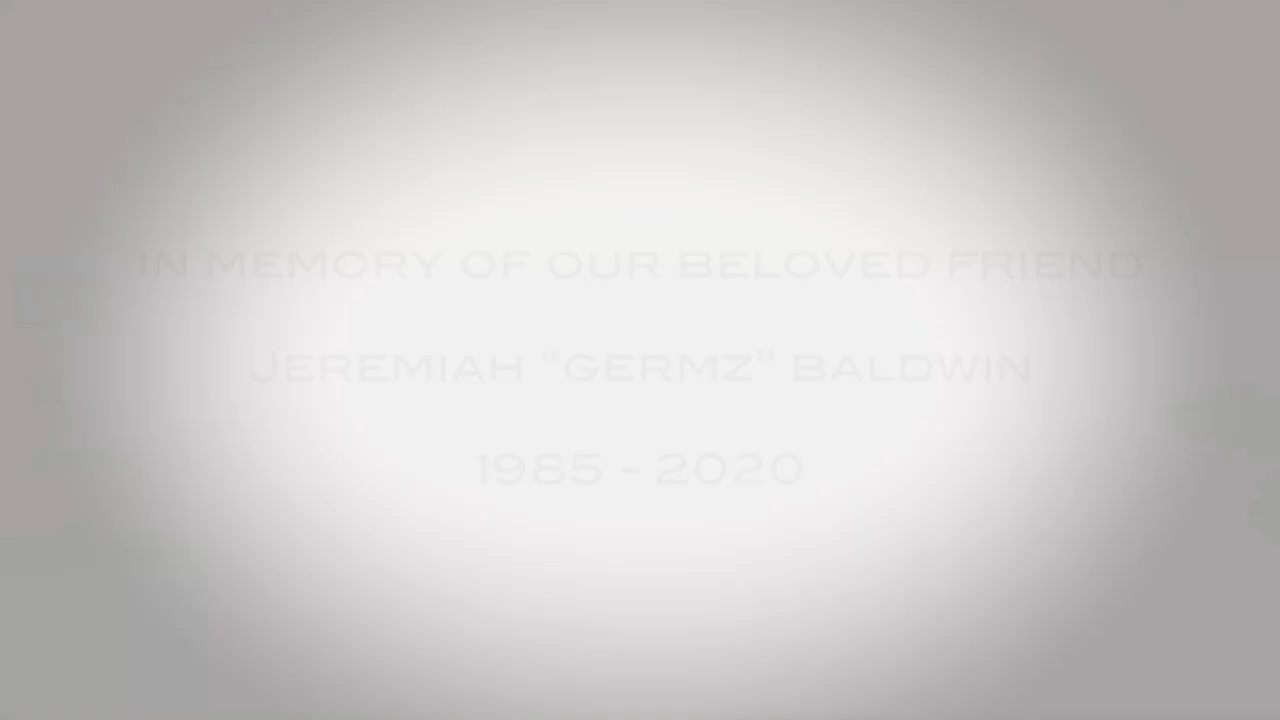 IN MEMORY OF OUR BELOVED FRIEND
JEREMIAH “GERMZ” BALDWIN
1985 - 2020